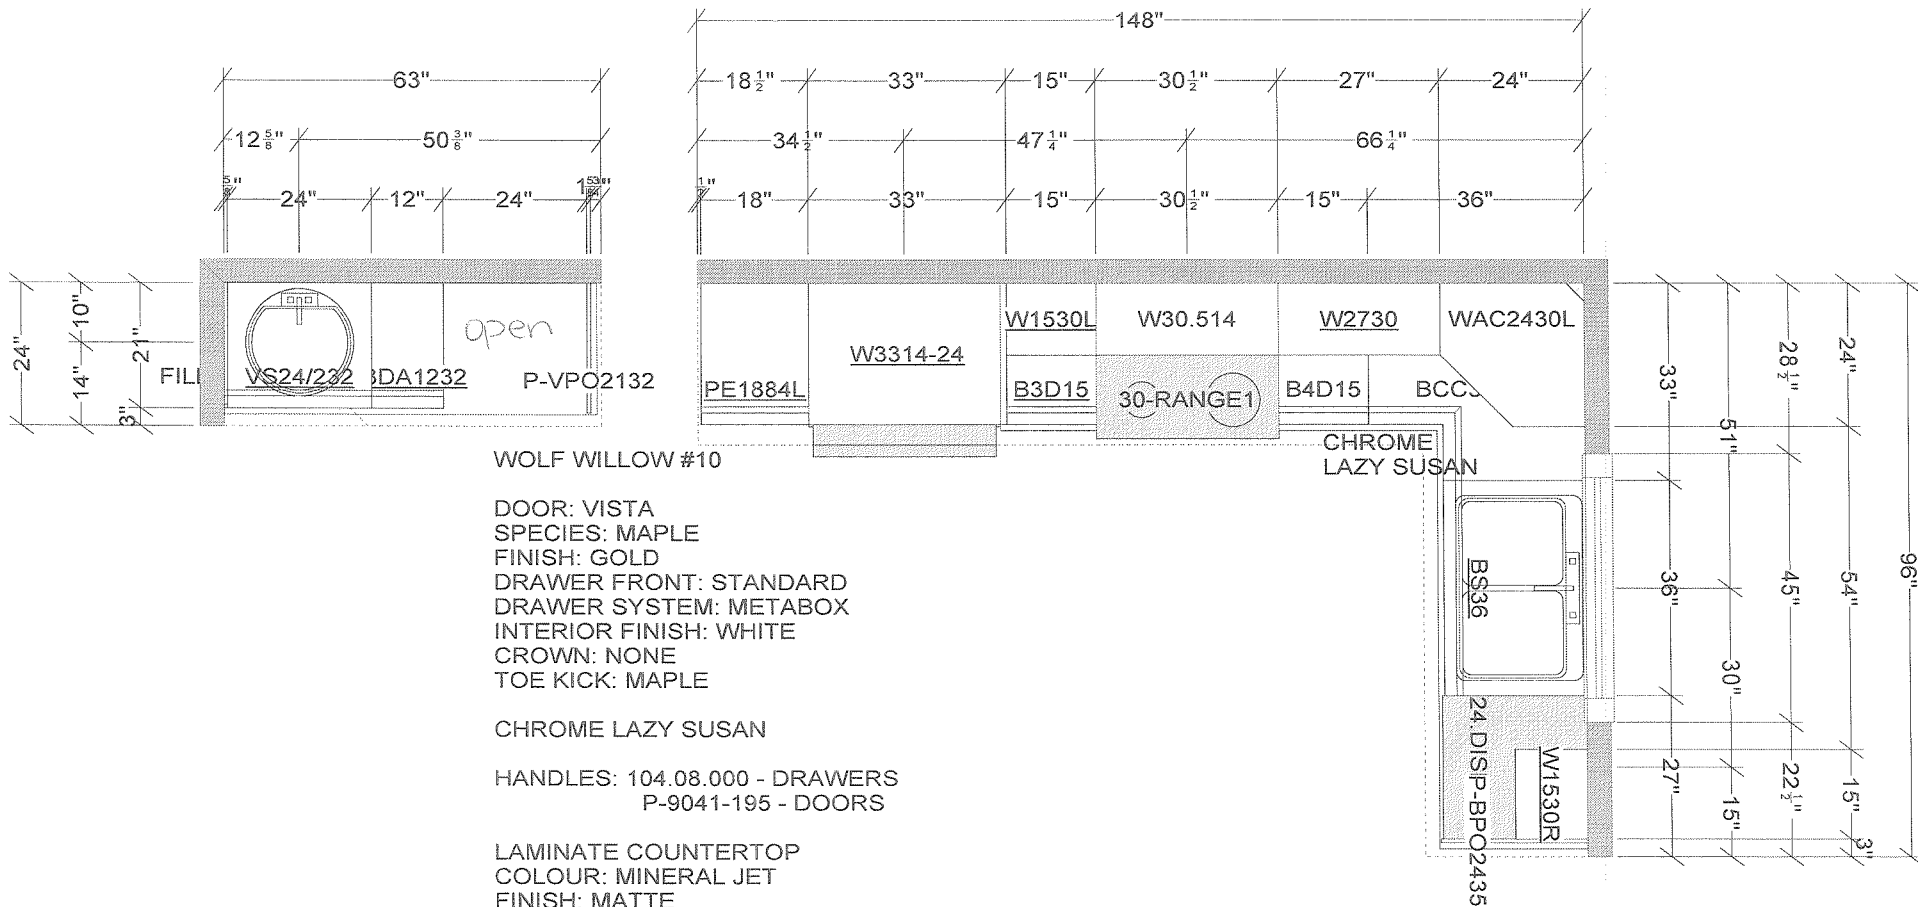 148"
63"
18 1/2" 33" 15" 30 1/2" 27" 24"
12 5/8" 50 3/8" 34 1/2" 47 1/4" 66 1/4"
24" 12" 24" 18" 33" 15" 30 1/2" 15" 36"
24"
10"
14"
21"
3"
open
VS24/232
P-VPO2132
PE1884L
W3314-24
W1530L
W30.514
W2730
WAC2430L
B3D15
30-RANGE1
B4D15
CHROME
LAZY SUSAN
BS36
24.DISP-BPO2435
W1530R
33"
36"
27"
51"
30"
15"
28 1/2"
45"
22 1/2"
24"
54"
15"
3"
96"
WOLF WILLOW #10
DOOR: VISTA
SPECIES: MAPLE
FINISH: GOLD
DRAWER FRONT: STANDARD
DRAWER SYSTEM: METABOX
INTERIOR FINISH: WHITE
CROWN: NONE
TOE KICK: MAPLE
CHROME LAZY SUSAN
HANDLES: 104.08.000 - DRAWERS
P-9041-195 - DOORS
LAMINATE COUNTERTOP
COLOUR: MINERAL JET
FINISH: MATTE